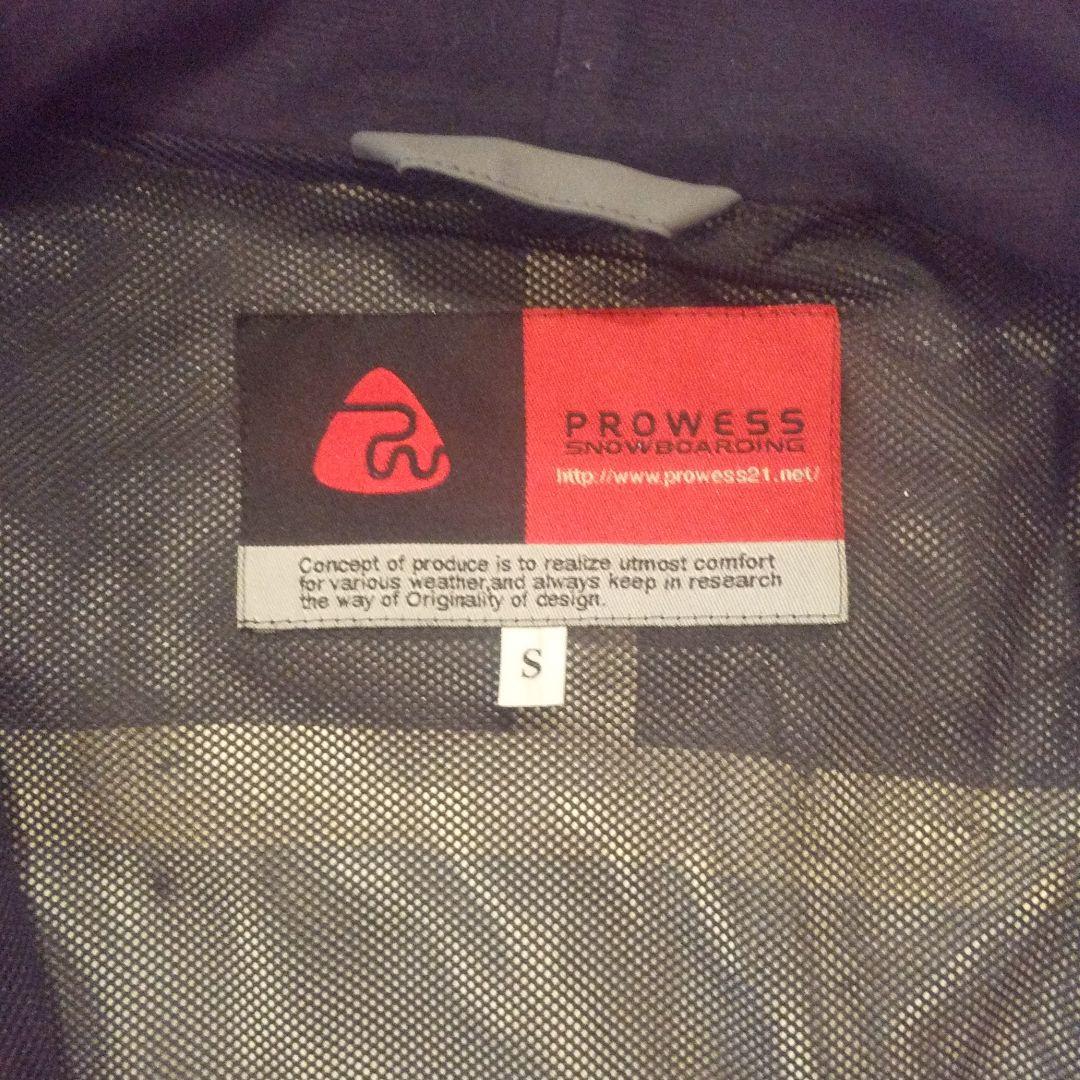 PROWESS
SNOWBOARDING
http://www.prowess21.net/
Concept of produce is to realize utmost comfort
for various weather,and always keep in research
the way of Originality of design.
S